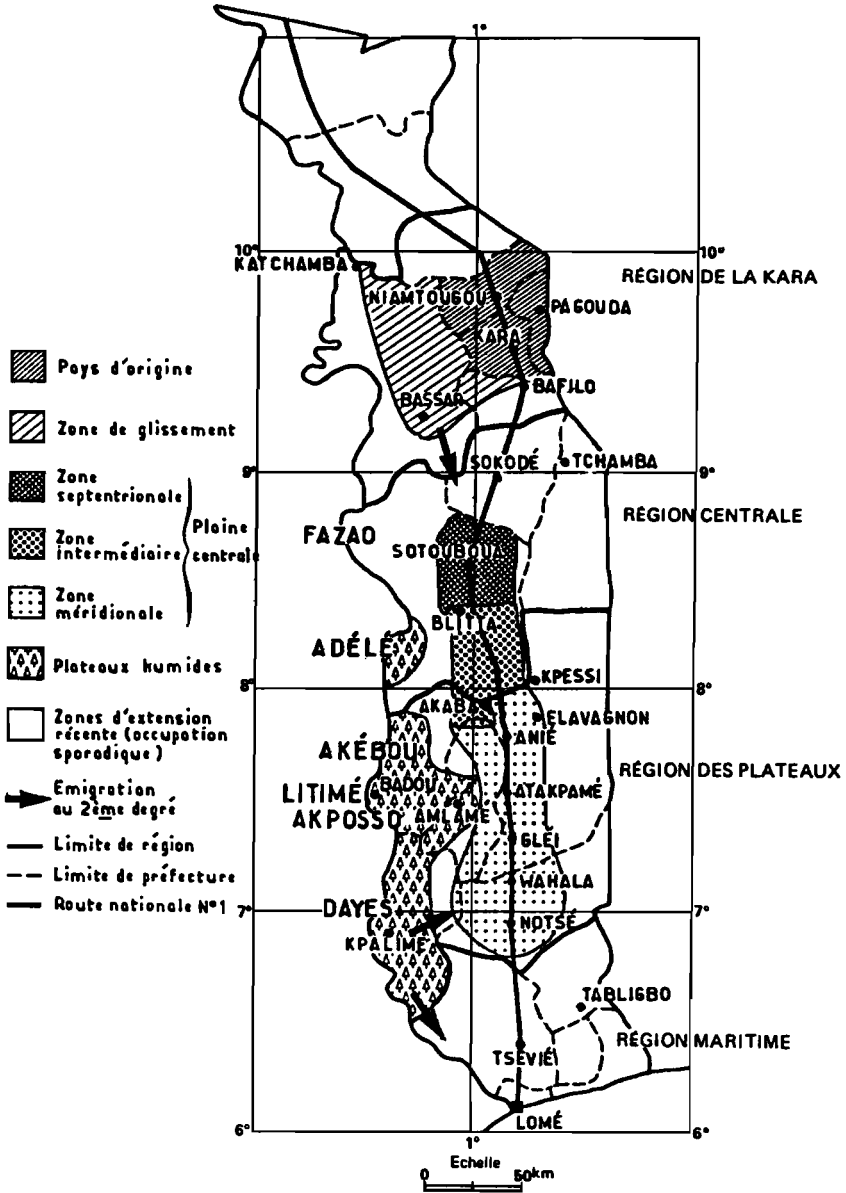 1°
10°
10°
KATCHAMBA
RÉGION DE LA KARA
NIAMTOUGOU
PAGOUDA
KARA
BAFILO
BASSAR
SOKODÉ
TCHAMBA
9°
9°
FAZAO
RÉGION CENTRALE
SOTOUBOUA
BLITTA
ADÉLÉ
KPESSI
8°
8°
AKABA
ELAVAGNON
ANIÉ
AKÉBOU
RÉGION DES PLATEAUX
LITIMÉ
BADOU
ATAKPAMÉ
AKPOSSO
AMLAMÉ
GLÉI
WAHALA
DAYES
7°
7°
NOTSÉ
KPALIMÉ
TABLIGBO
RÉGION MARITIME
TSÉVIÉ
LOMÉ
6°
6°
1°
Pays d'origine
Zone de glissement
Zone
septentrionale
Zone
intermédiaire
Plaine
centrale
Zone
méridionale
Plateaux humides
Zones d'extension
récente (occupation
sporadique)
Emigration
au 2ème degré
Limite de région
Limite de préfecture
Route nationale N°1
Echelle
0 50km